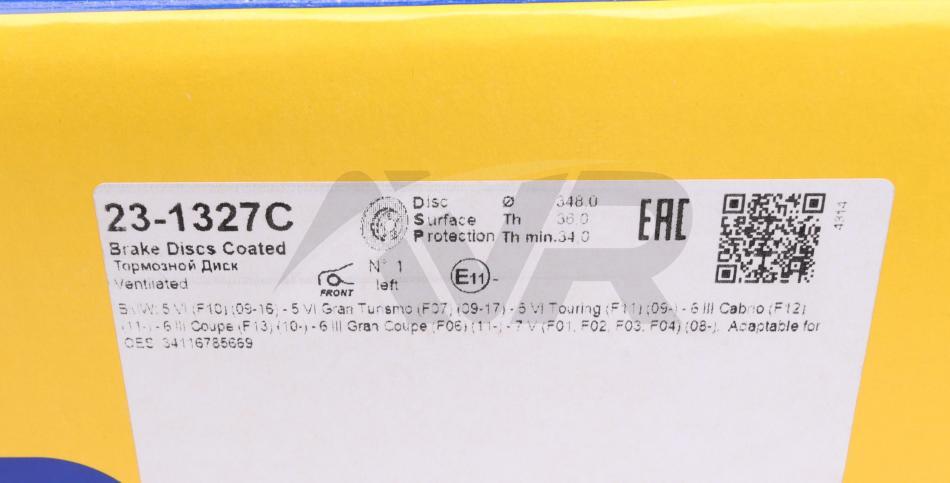 23-1327C
Brake Discs Coated
Тормозной Диск
Ventilated
Disc
Surface
Protection
Ø 348.0
Th 36.0
Th min. 34.0
FRONT
N° 1
left
E11 -
EAC
4814
BMW: 5 VI (F10) (09-16) - 5 VI Gran Turismo (F07) (09-17) - 5 VI Touring (F11) (09-) - 6 III Cabrio (F12)
(11-) - 6 III Coupe (F13) (10-) - 6 III Gran Coupe (F06) (11-) - 7 V (F01, F02, F03, F04) (08-). Adaptable for
OES: 34116785669
AVR